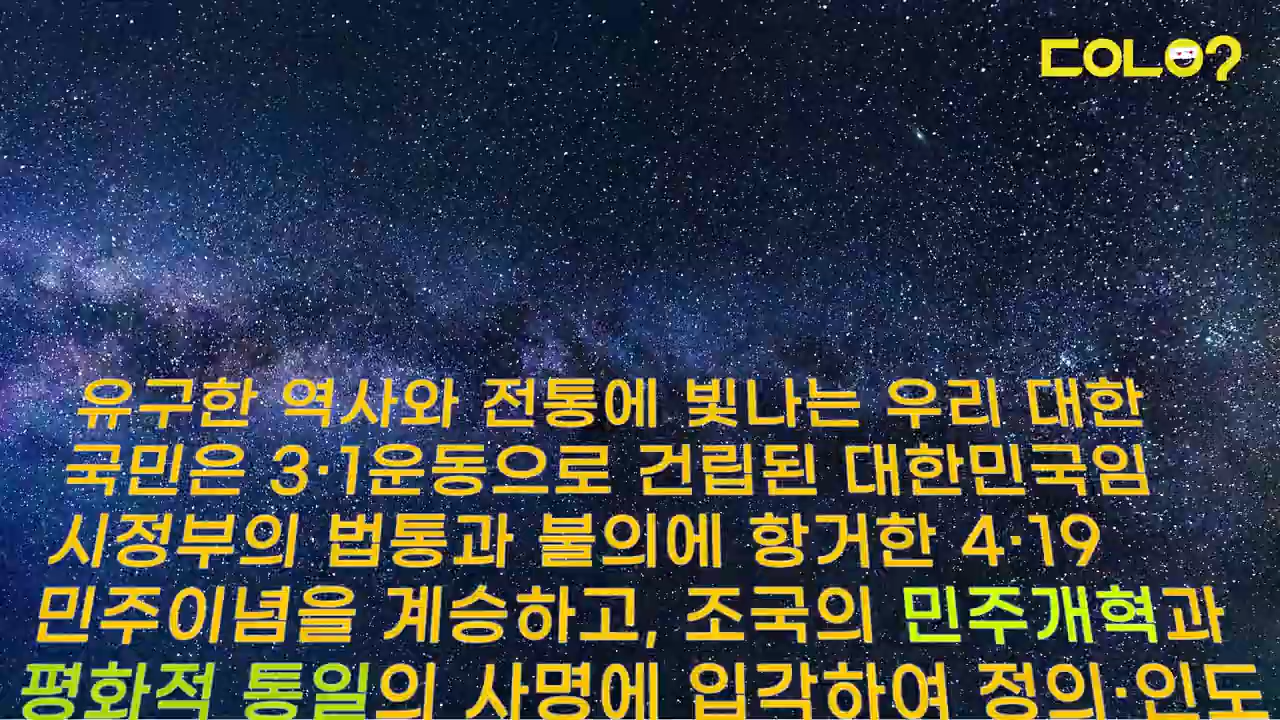 유구한 역사와 전통에 빛나는 우리 대한
국민은 3·1운동으로 건립된 대한민국임
시정부의 법통과 불의에 항거한 4·19
민주이념을 계승하고, 조국의 민주개혁과
평화적 통일의 사명에 입각하여 정의·인도